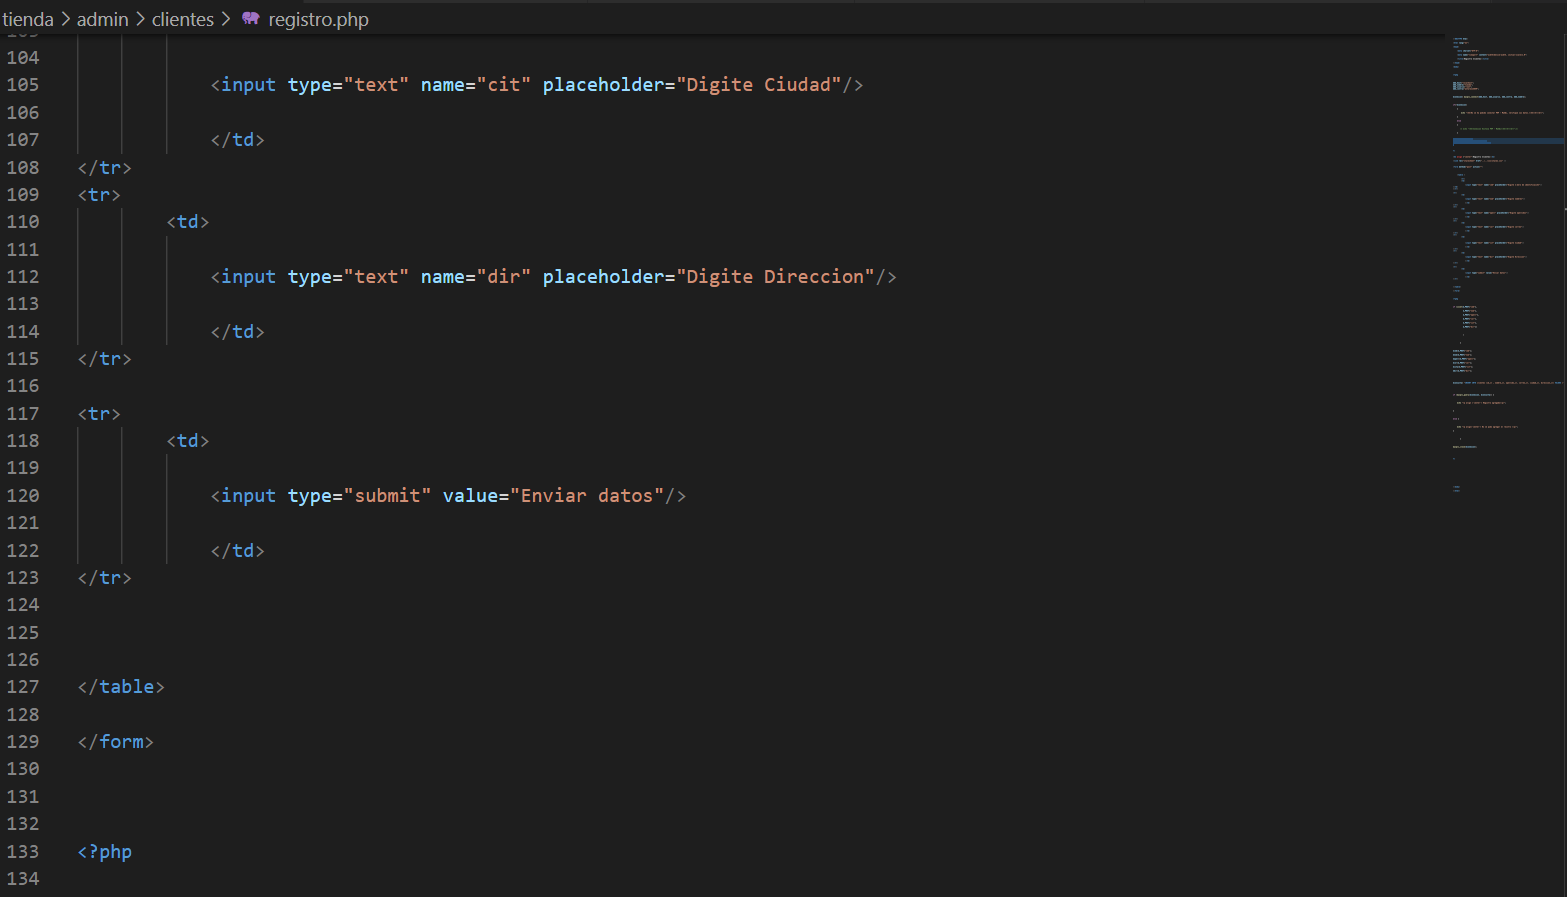 tienda > admin > clientes > registro.php
104
105 <input type="text" name="cit" placeholder="Digite Ciudad"/>
106
107 </td>
108 </tr>
109 <tr>
110 <td>
111
112 <input type="text" name="dir" placeholder="Digite Direccion"/>
113
114 </td>
115 </tr>
116
117 <tr>
118 <td>
119
120 <input type="submit" value="Enviar datos"/>
121
122 </td>
123 </tr>
124
125
126
127 </table>
128
129 </form>
130
131
132
133 <?php
134